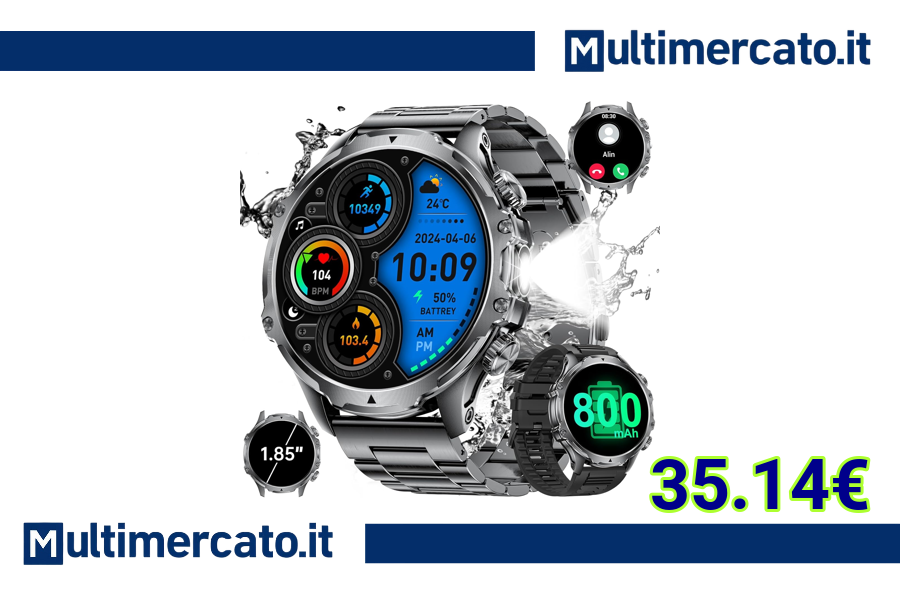 Multimercato.it
08:30
Alin
24°C
10349
2024-04-06
10:09
104
BPM
50%
BATTREY
103.4
AM
PM
800
mAh
1.85"
35.14€
Multimercato.it